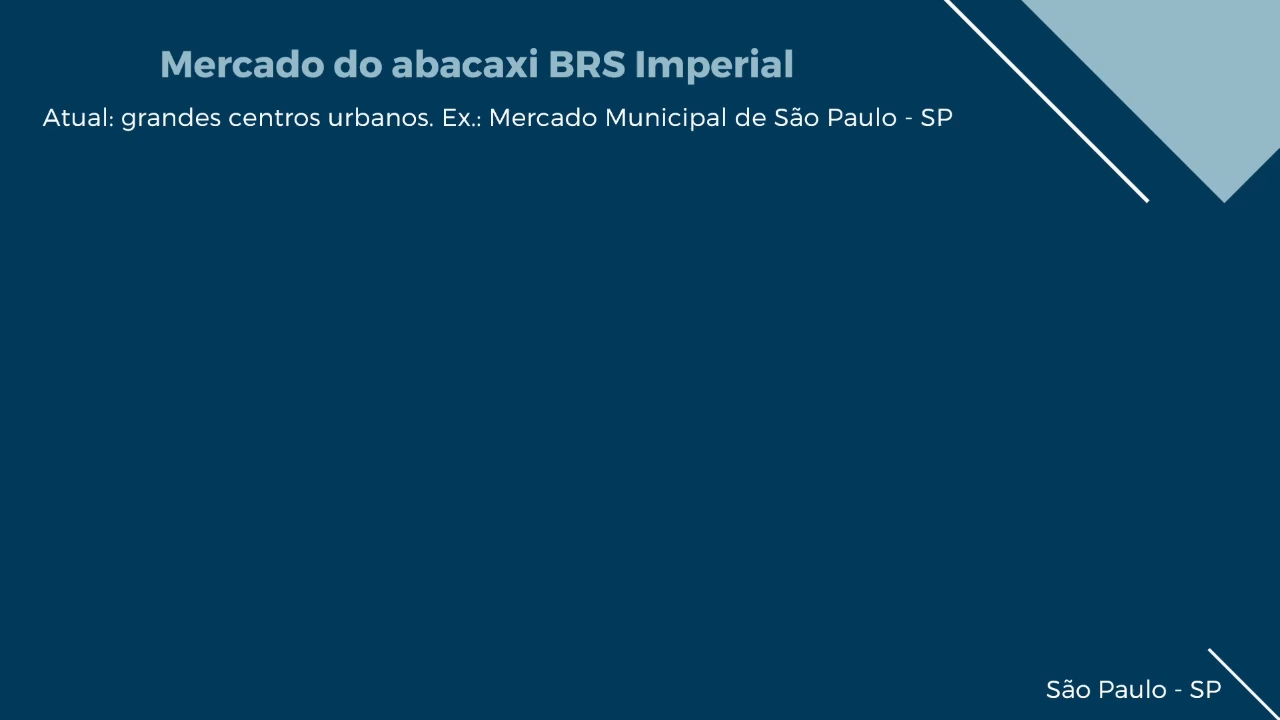 Mercado do abacaxi BRS Imperial
Atual: grandes centros urbanos. Ex.: Mercado Municipal de São Paulo - SP
São Paulo - SP